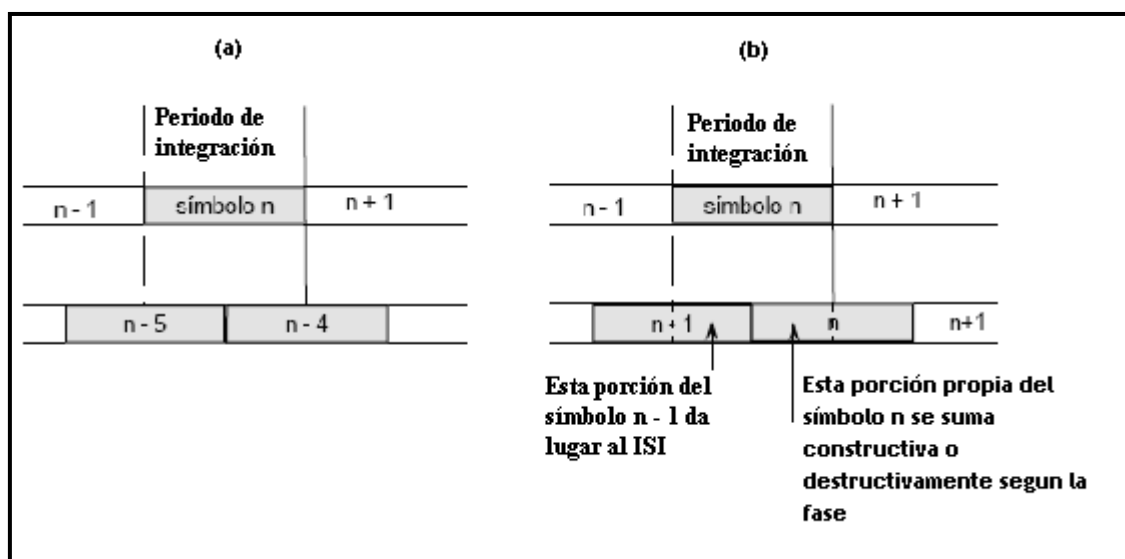 (a)
Periodo de
integración
n - 1
símbolo n
n + 1
n - 5
n - 4
(b)
Periodo de
integración
n - 1
símbolo n
n + 1
n + 1
n
n+1
Esta porción del
símbolo n - 1 da
lugar al ISI
Esta porción propia del
símbolo n se suma
constructiva o
destructivamente segun la
fase